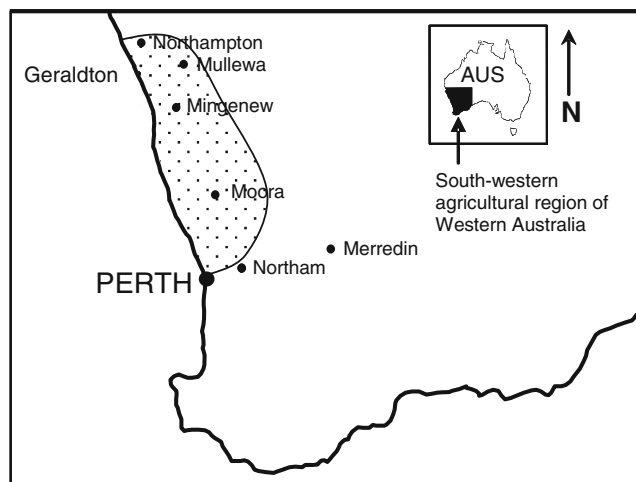 Northampton
Geraldton
Mullewa
Mingenew
Moora
Merredin
Northam
PERTH
AUS
N
South-western
agricultural region of
Western Australia